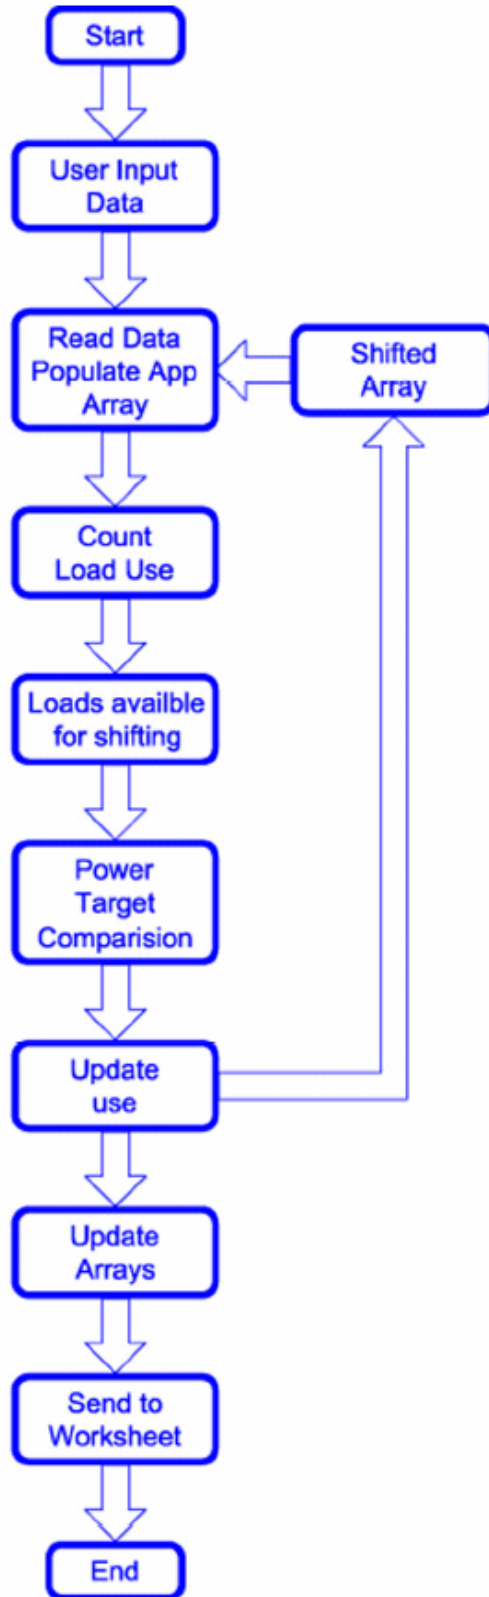 Start
User Input
Data
Read Data
Populate App
Array
Shifted
Array
Count
Load Use
Loads availble
for shifting
Power
Target
Comparision
Update
use
Update
Arrays
Send to
Worksheet
End